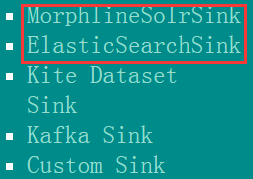 MorphlineSolrSink
ElasticSearchSink
Kite Dataset
Sink
Kafka Sink
Custom Sink